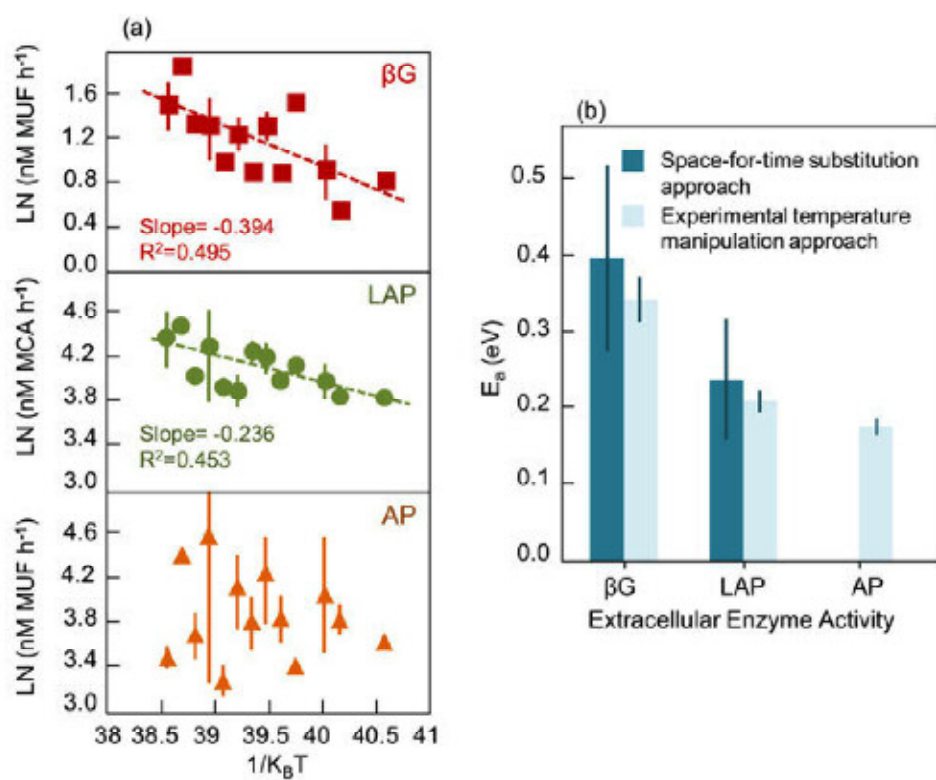 (a)
LN (nM MUF h⁻¹)
1.6
1.2
0.8
0.4
0.0
βG
Slope= -0.394
R²=0.495
LN (nM MCA h⁻¹)
4.6
4.2
3.8
3.4
3.0
LAP
Slope= -0.236
R²=0.453
LN (nM MUF h⁻¹)
4.6
4.2
3.8
3.4
3.0
AP
38 38.5 39 39.5 40 40.5 41
1/K_BT
(b)
Space-for-time substitution
approach
Experimental temperature
manipulation approach
E_a (eV)
0.5
0.4
0.3
0.2
0.1
0.0
βG LAP AP
Extracellular Enzyme Activity